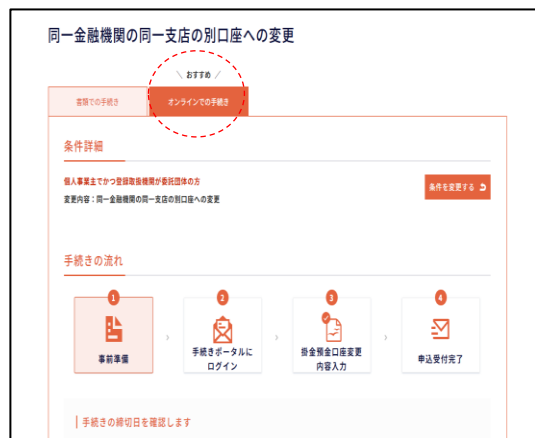 同一金融機関の同一支店の別口座への変更
＼ おすすめ ／
書類での手続き
オンラインでの手続き
条件詳細
個人事業主でかつ登録取扱機関が委託団体の方
変更内容：同一金融機関の同一支店の別口座への変更
条件を変更する
手続きの流れ
1
事前準備
2
手続きポータルに
ログイン
3
掛金預金口座変更
内容入力
4
申込受付完了
手続きの締切日を確認します